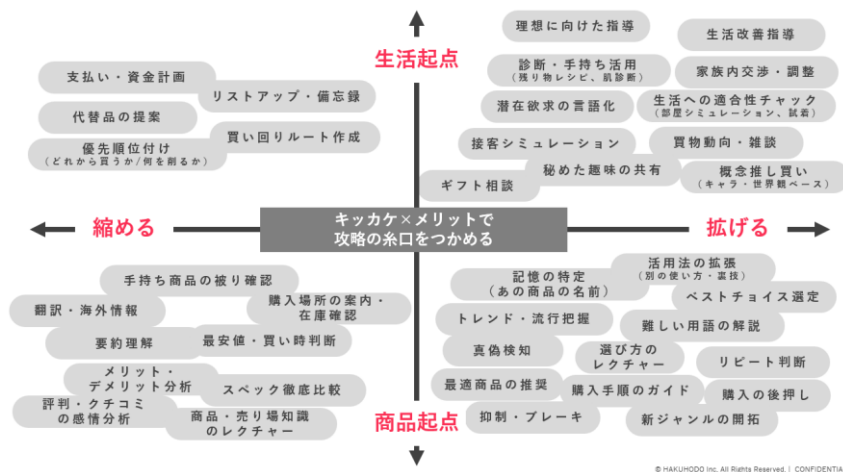 生活起点
支払い・資金計画
リストアップ・備忘録
代替品の提案
買い回りルート作成
優先順位付け
(どれから買うか/何を削るか)
理想に向けた指導
生活改善指導
診断・手持ち活用
(残り物レシピ、肌診断)
家族内交渉・調整
潜在欲求の言語化
生活への適合性チェック
(部屋シミュレーション、試着)
接客シミュレーション
買物動向・雑談
秘めた趣味の共有
ギフト相談
概念推し買い
(キャラ・世界観ベース)
縮める
キッカケ×メリットで
攻略の糸口をつかめる
拡げる
手持ち商品の被り確認
翻訳・海外情報
購入場所の案内・
在庫確認
要約理解
最安値・買い時判断
メリット・
デメリット分析
スペック徹底比較
評判・クチコミ
の感情分析
商品・売り場知識
のレクチャー
記憶の特定
(あの商品の名前)
活用法の拡張
(別の使い方・裏技)
ベストチョイス選定
トレンド・流行把握
難しい用語の解説
真偽検知
選び方の
レクチャー
リピート判断
最適商品の推奨
購入手順のガイド
購入の後押し
抑制・ブレーキ
新ジャンルの開拓
商品起点
© HAKUHODO Inc. All Rights Reserved. | CONFIDENTIA